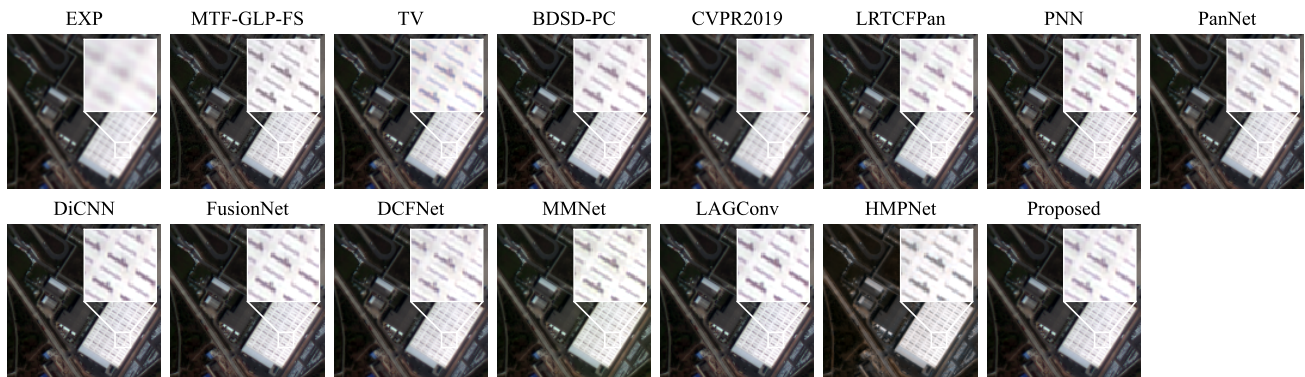 EXP MTF-GLP-FS TV BDSD-PC CVPR2019 LRTCFPan PNN PanNet
DiCNN FusionNet DCFNet MMNet LAGConv HMPNet Proposed